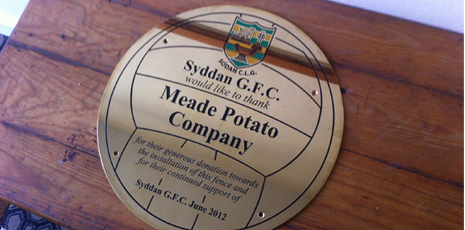 SYDDAN C.L.G.
Syddan G.F.C.
would like to thank
Meade Potato
Company
for their generous donation towards
the installation of this fence and
for their continued support of
Syddan G.F.C. June 2012